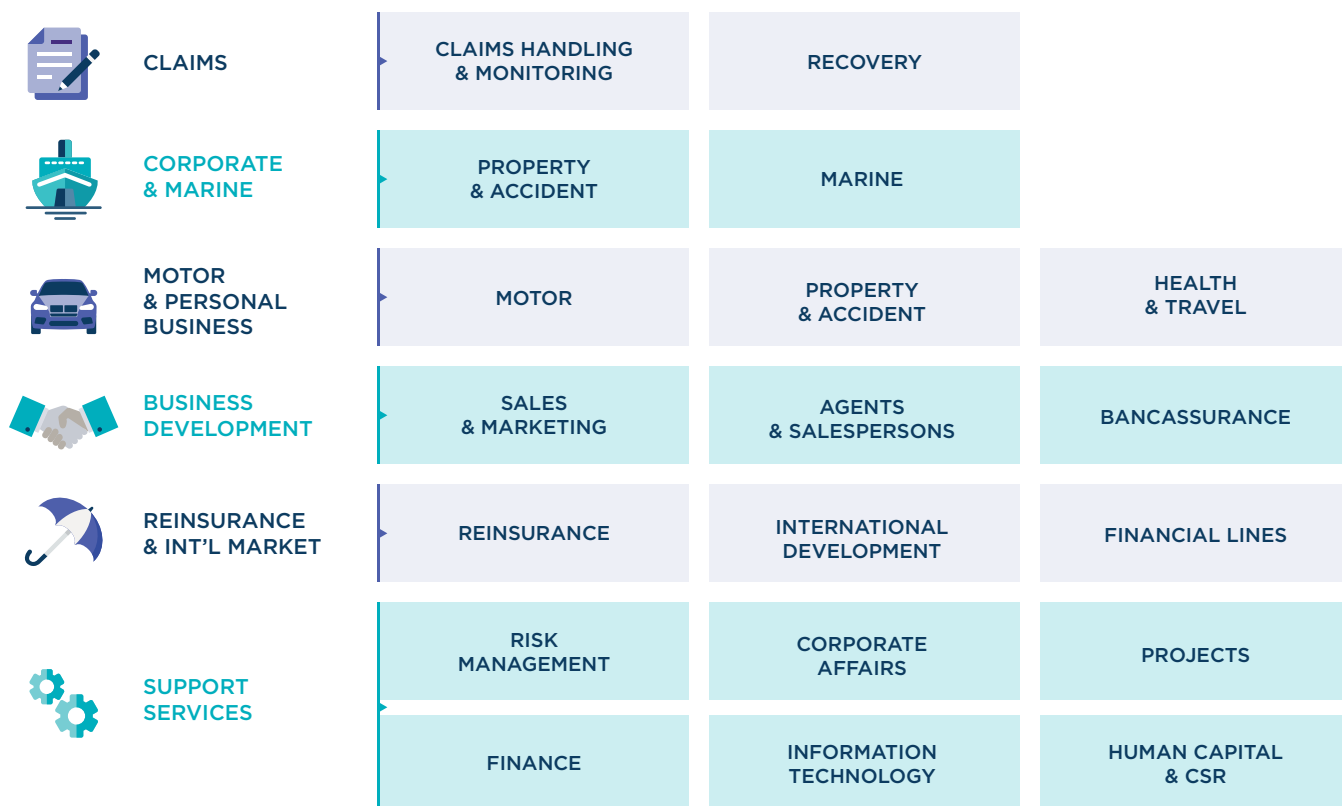 CLAIMS
CLAIMS HANDLING
& MONITORING
RECOVERY
CORPORATE
& MARINE
PROPERTY
& ACCIDENT
MARINE
MOTOR
& PERSONAL
BUSINESS
MOTOR
PROPERTY
& ACCIDENT
HEALTH
& TRAVEL
BUSINESS
DEVELOPMENT
SALES
& MARKETING
AGENTS
& SALESPERSONS
BANCASSURANCE
REINSURANCE
& INT’L MARKET
REINSURANCE
INTERNATIONAL
DEVELOPMENT
FINANCIAL LINES
SUPPORT
SERVICES
RISK
MANAGEMENT
CORPORATE
AFFAIRS
PROJECTS
FINANCE
INFORMATION
TECHNOLOGY
HUMAN CAPITAL
& CSR